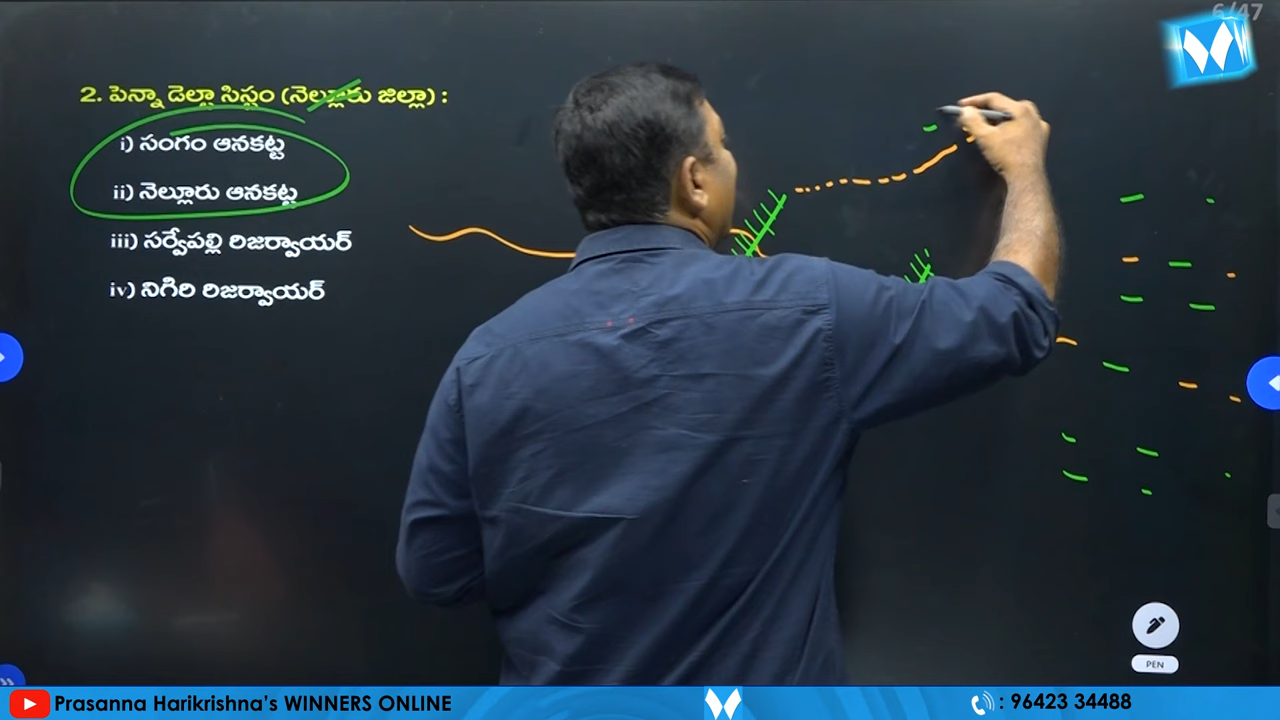 6/47
2. పెన్నా డెల్టా సిస్టం (నెల్లూరు జిల్లా) :
i) సంగం ఆనకట్ట
ii) నెల్లూరు ఆనకట్ట
iii) సర్వేపల్లి రిజర్వాయర్
iv) నిగిరి రిజర్వాయర్
PEN
Prasanna Harikrishna's WINNERS ONLINE
: 96423 34488